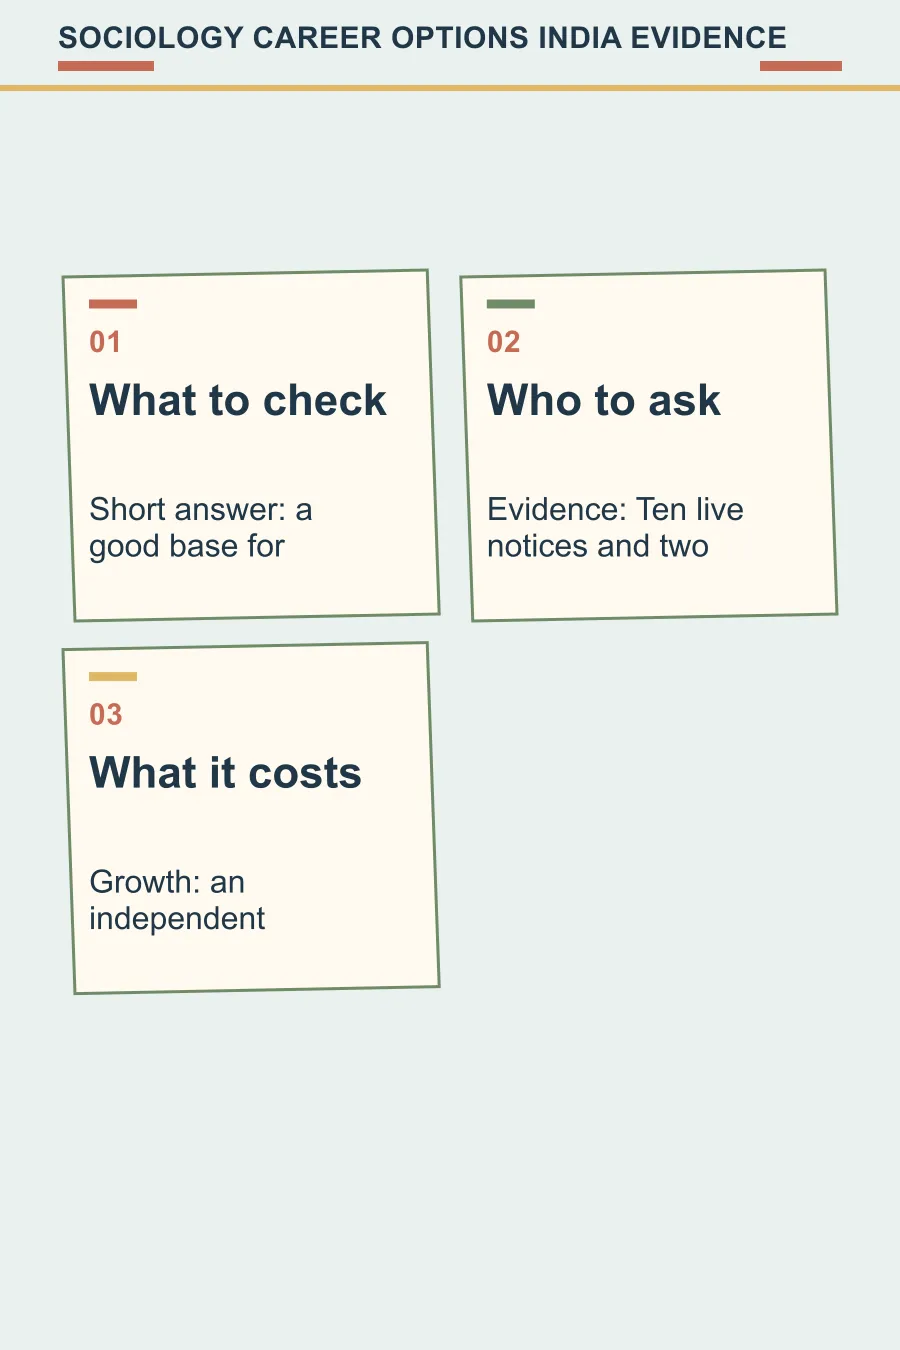 SOCIOLOGY CAREER OPTIONS INDIA EVIDENCE
01
What to check
Short answer: a
good base for
02
Who to ask
Evidence: Ten live
notices and two
03
What it costs
Growth: an
independent